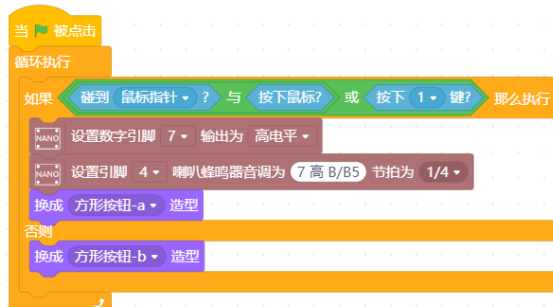 当 被点击
循环执行
如果 碰到 鼠标指针 ? 与 按下鼠标? 或 按下 1 键? 那么执行
NANO 设置数字引脚 7 输出为 高电平
NANO 设置引脚 4 喇叭蜂鸣器音调为 7 高 B/B5 节拍为 1/4
换成 方形按钮-a 造型
否则
换成 方形按钮-b 造型